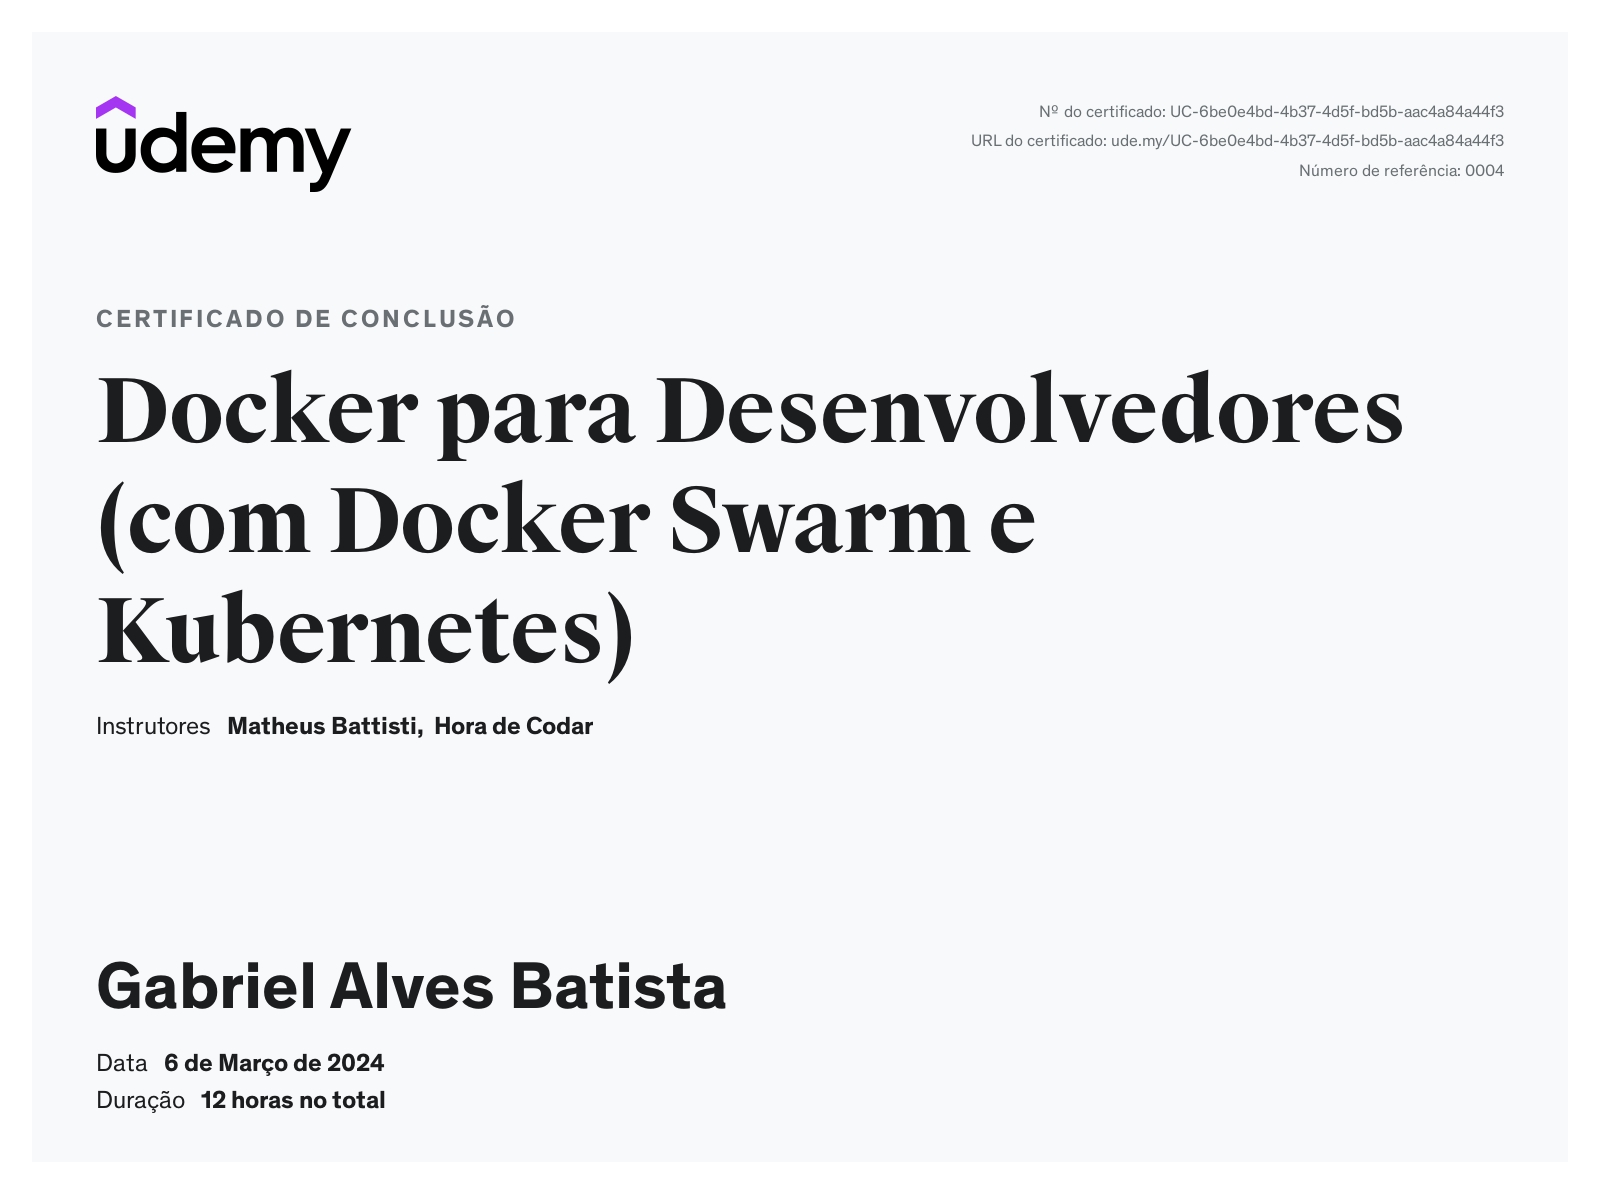 udemy
Nº do certificado: UC-6be0e4bd-4b37-4d5f-bd5b-aac4a84a44f3
URL do certificado: ude.my/UC-6be0e4bd-4b37-4d5f-bd5b-aac4a84a44f3
Número de referência: 0004
CERTIFICADO DE CONCLUSÃO
Docker para Desenvolvedores
(com Docker Swarm e
Kubernetes)
Instrutores Matheus Battisti, Hora de Codar
Gabriel Alves Batista
Data 6 de Março de 2024
Duração 12 horas no total